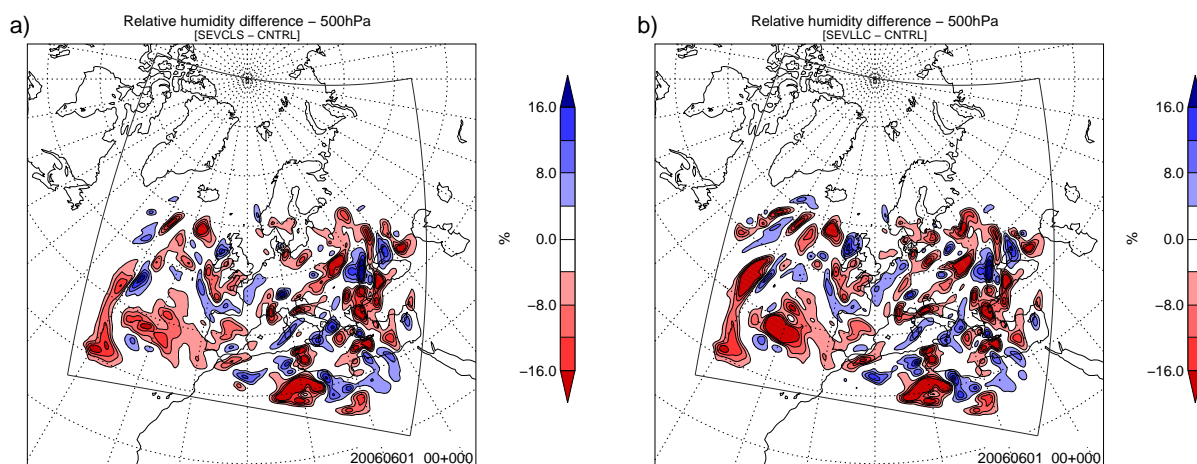 a)
Relative humidity difference − 500hPa
[SEVCLS − CNTRL]
16.0
8.0
0.0
−8.0
−16.0
%
20060601 00+000
b)
Relative humidity difference − 500hPa
[SEVLLC − CNTRL]
16.0
8.0
0.0
−8.0
−16.0
%
20060601 00+000